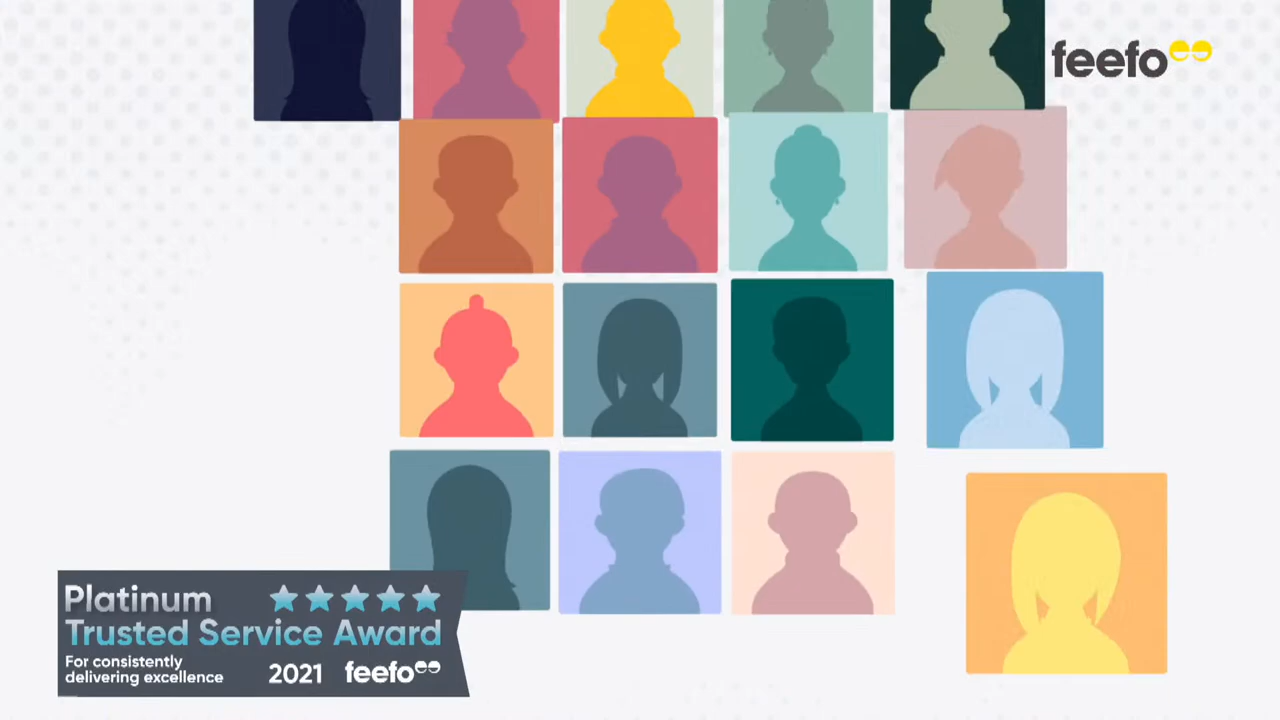 feefo
Platinum
Trusted Service Award
For consistently
delivering excellence
2021 feefo